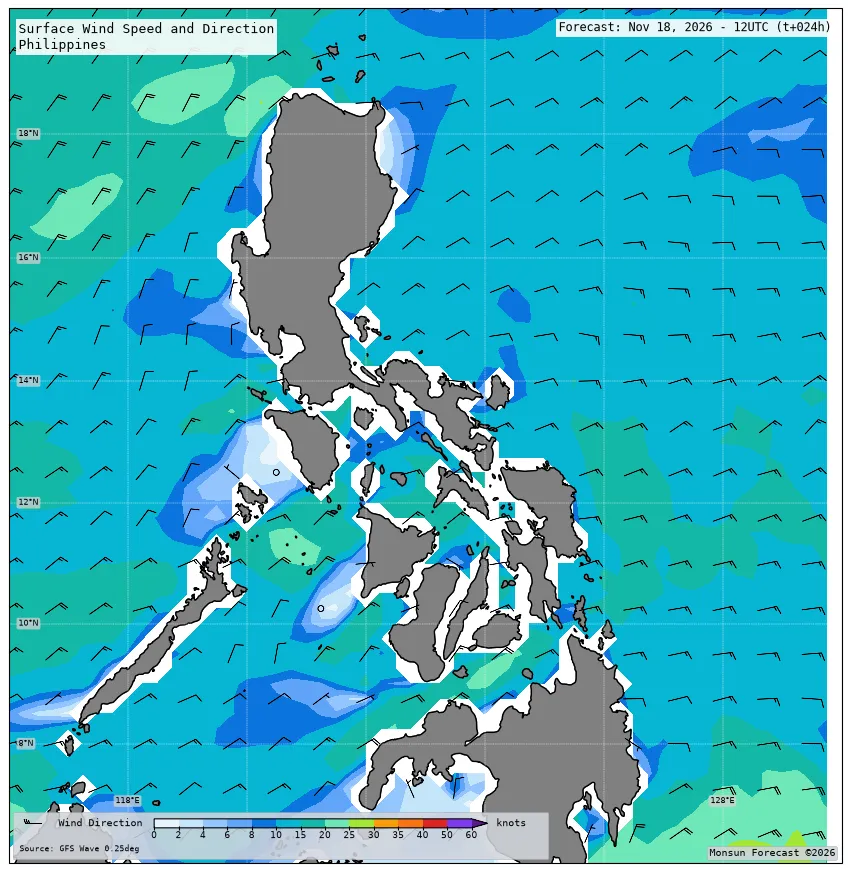 Surface Wind Speed and Direction
Philippines
Forecast: Nov 18, 2026 - 12UTC (t+024h)
18°N
16°N
14°N
12°N
10°N
8°N
118°E
128°E
Wind Direction
0 2 4 6 8 10 15 20 25 30 35 40 50 60
knots
Source: GFS Wave 0.25deg
Monsun Forecast ©2026